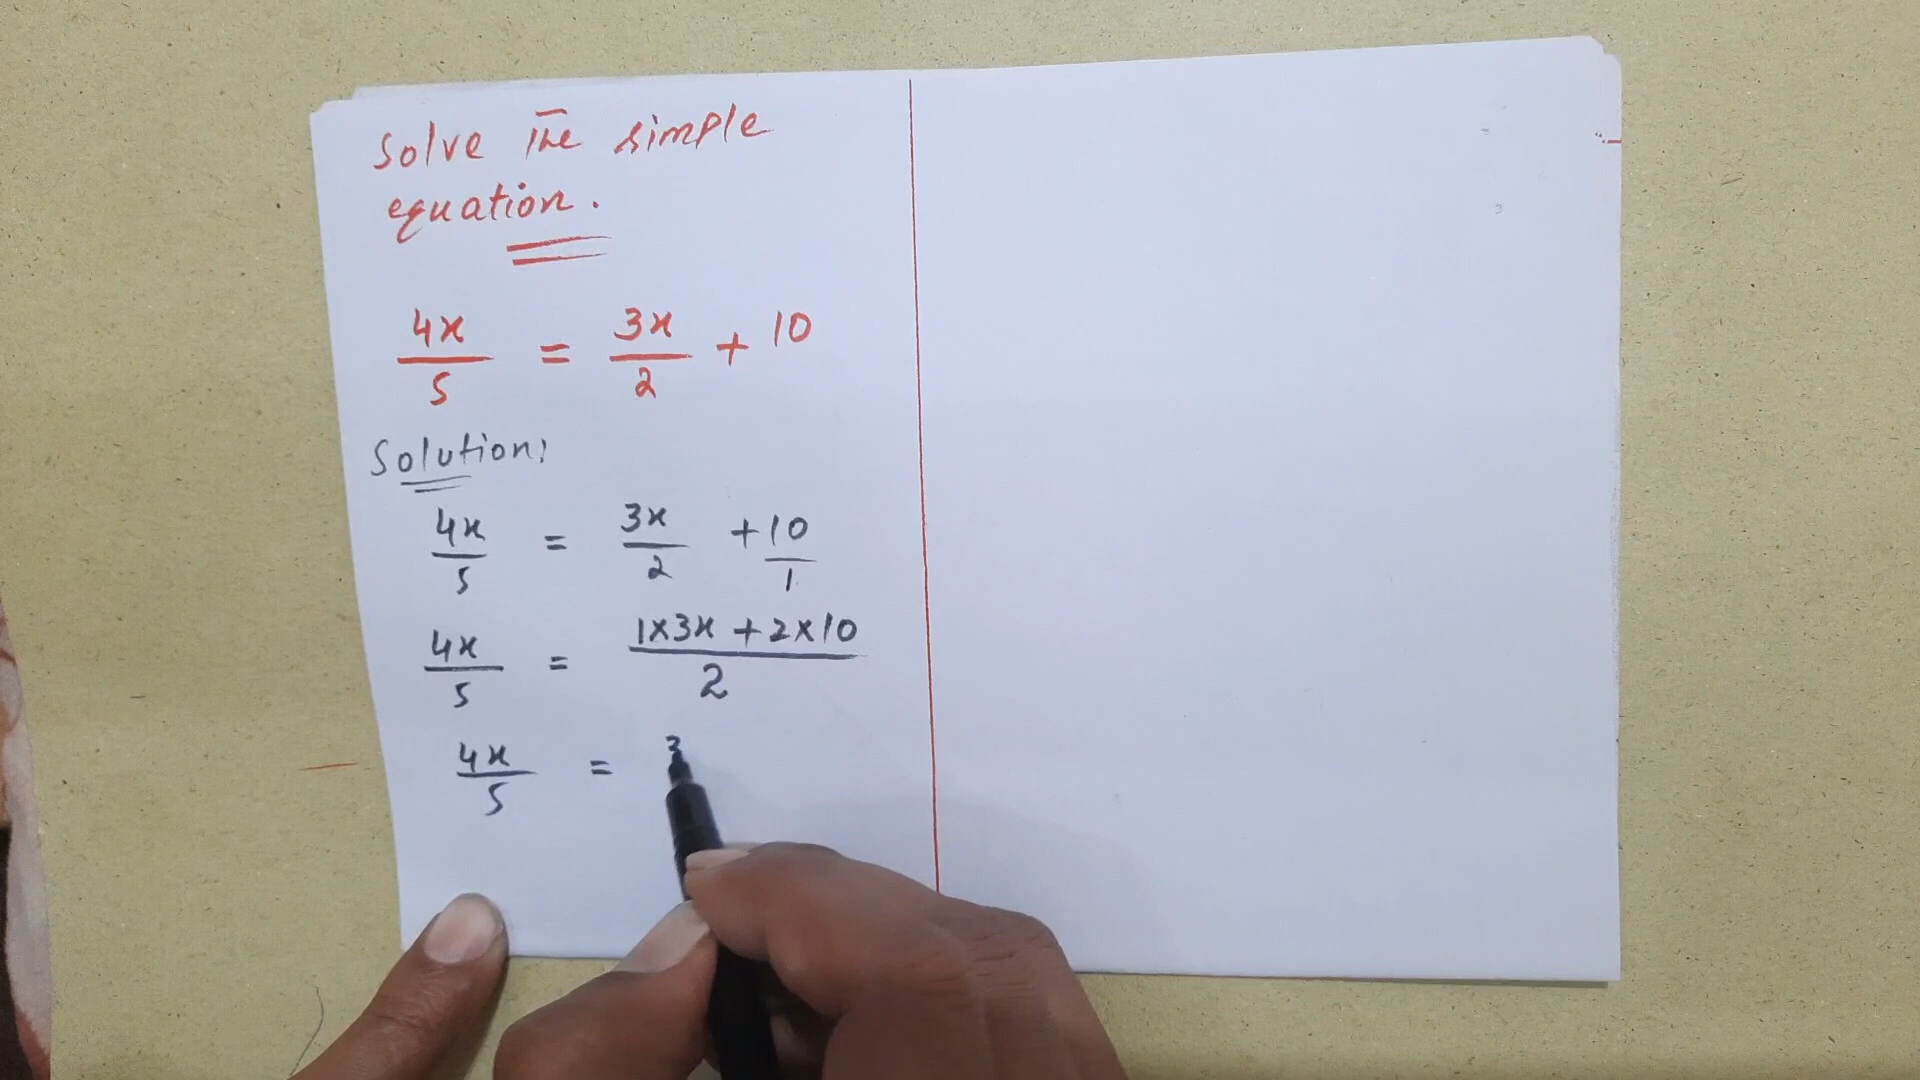 Solve the simple
equation.
4x/5 = 3x/2 + 10
Solution:
4x/5 = 3x/2 + 10/1
4x/5 = 1×3x + 2×10/2
4x/5 = 3